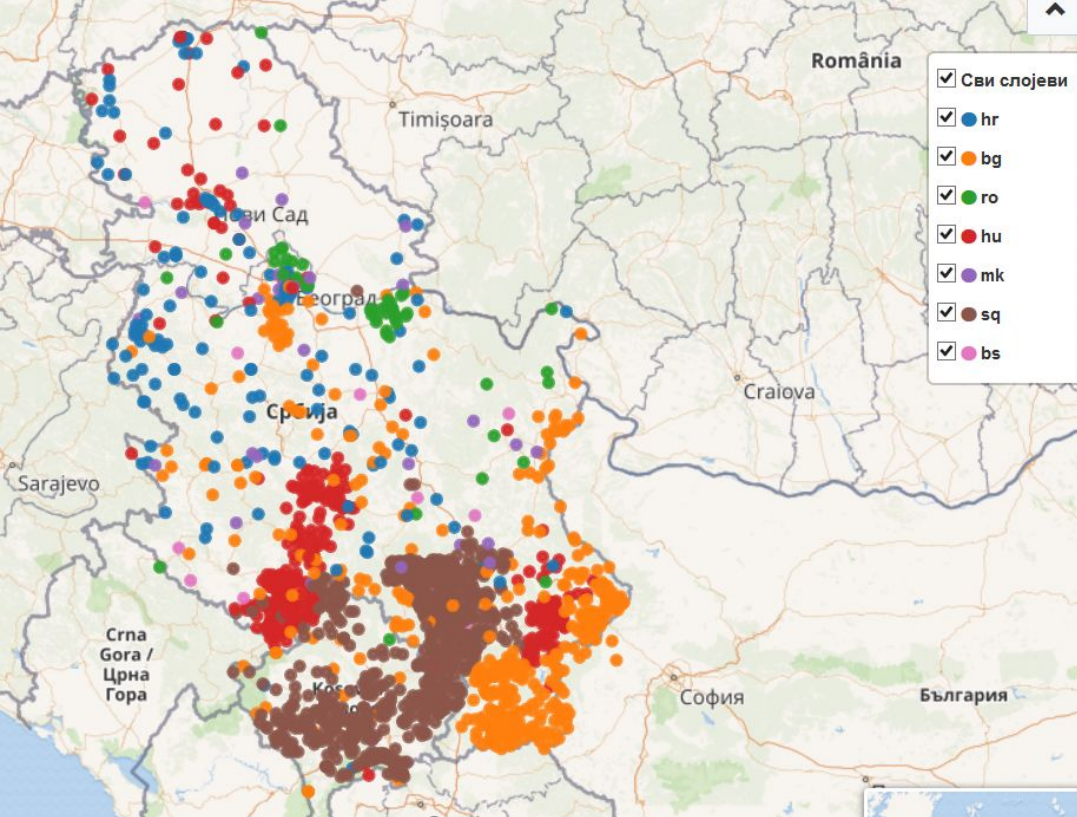 România
Timișoara
Нови Сад
Београд
Craiova
Србија
Sarajevo
Crna
Gora /
Црна
Гора
София
България
Сви слојеви
hr
bg
ro
hu
mk
sq
bs